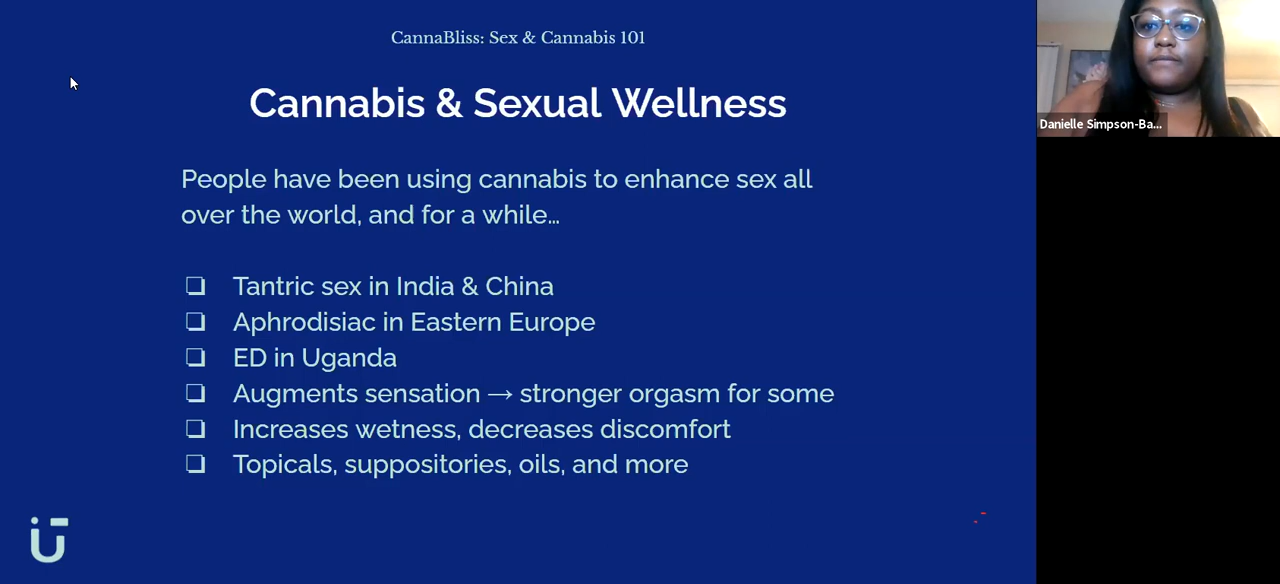 CannaBliss: Sex & Cannabis 101
Cannabis & Sexual Wellness
People have been using cannabis to enhance sex all
over the world, and for a while...
❏ Tantric sex in India & China
❏ Aphrodisiac in Eastern Europe
❏ ED in Uganda
❏ Augments sensation → stronger orgasm for some
❏ Increases wetness, decreases discomfort
❏ Topicals, suppositories, oils, and more
Danielle Simpson-Ba...